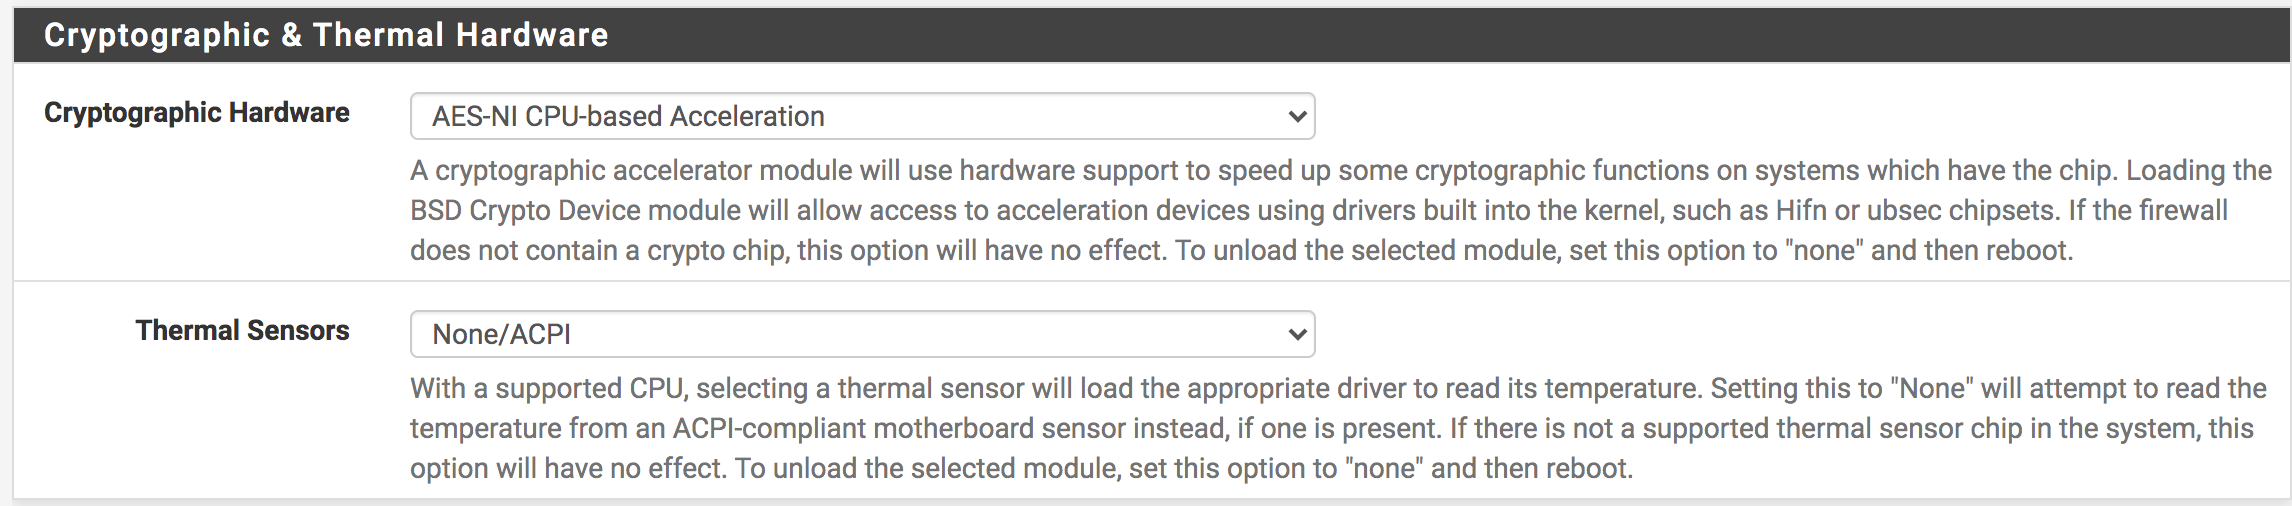 Cryptographic & Thermal Hardware
Cryptographic Hardware
AES-NI CPU-based Acceleration
A cryptographic accelerator module will use hardware support to speed up some cryptographic functions on systems which have the chip. Loading the
BSD Crypto Device module will allow access to acceleration devices using drivers built into the kernel, such as Hifn or ubsec chipsets. If the firewall
does not contain a crypto chip, this option will have no effect. To unload the selected module, set this option to "none" and then reboot.
Thermal Sensors
None/ACPI
With a supported CPU, selecting a thermal sensor will load the appropriate driver to read its temperature. Setting this to "None" will attempt to read the
temperature from an ACPI-compliant motherboard sensor instead, if one is present. If there is not a supported thermal sensor chip in the system, this
option will have no effect. To unload the selected module, set this option to "none" and then reboot.